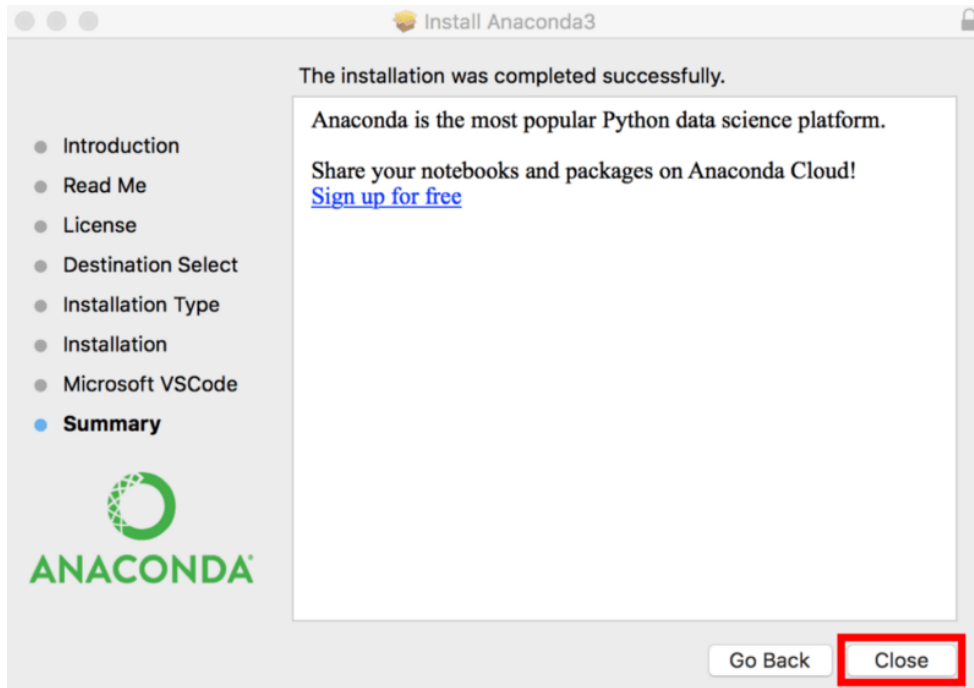 Install Anaconda3
The installation was completed successfully.
Introduction
Read Me
License
Destination Select
Installation Type
Installation
Microsoft VSCode
Summary
ANACONDA
Anaconda is the most popular Python data science platform.
Share your notebooks and packages on Anaconda Cloud!
Sign up for free
Go Back
Close